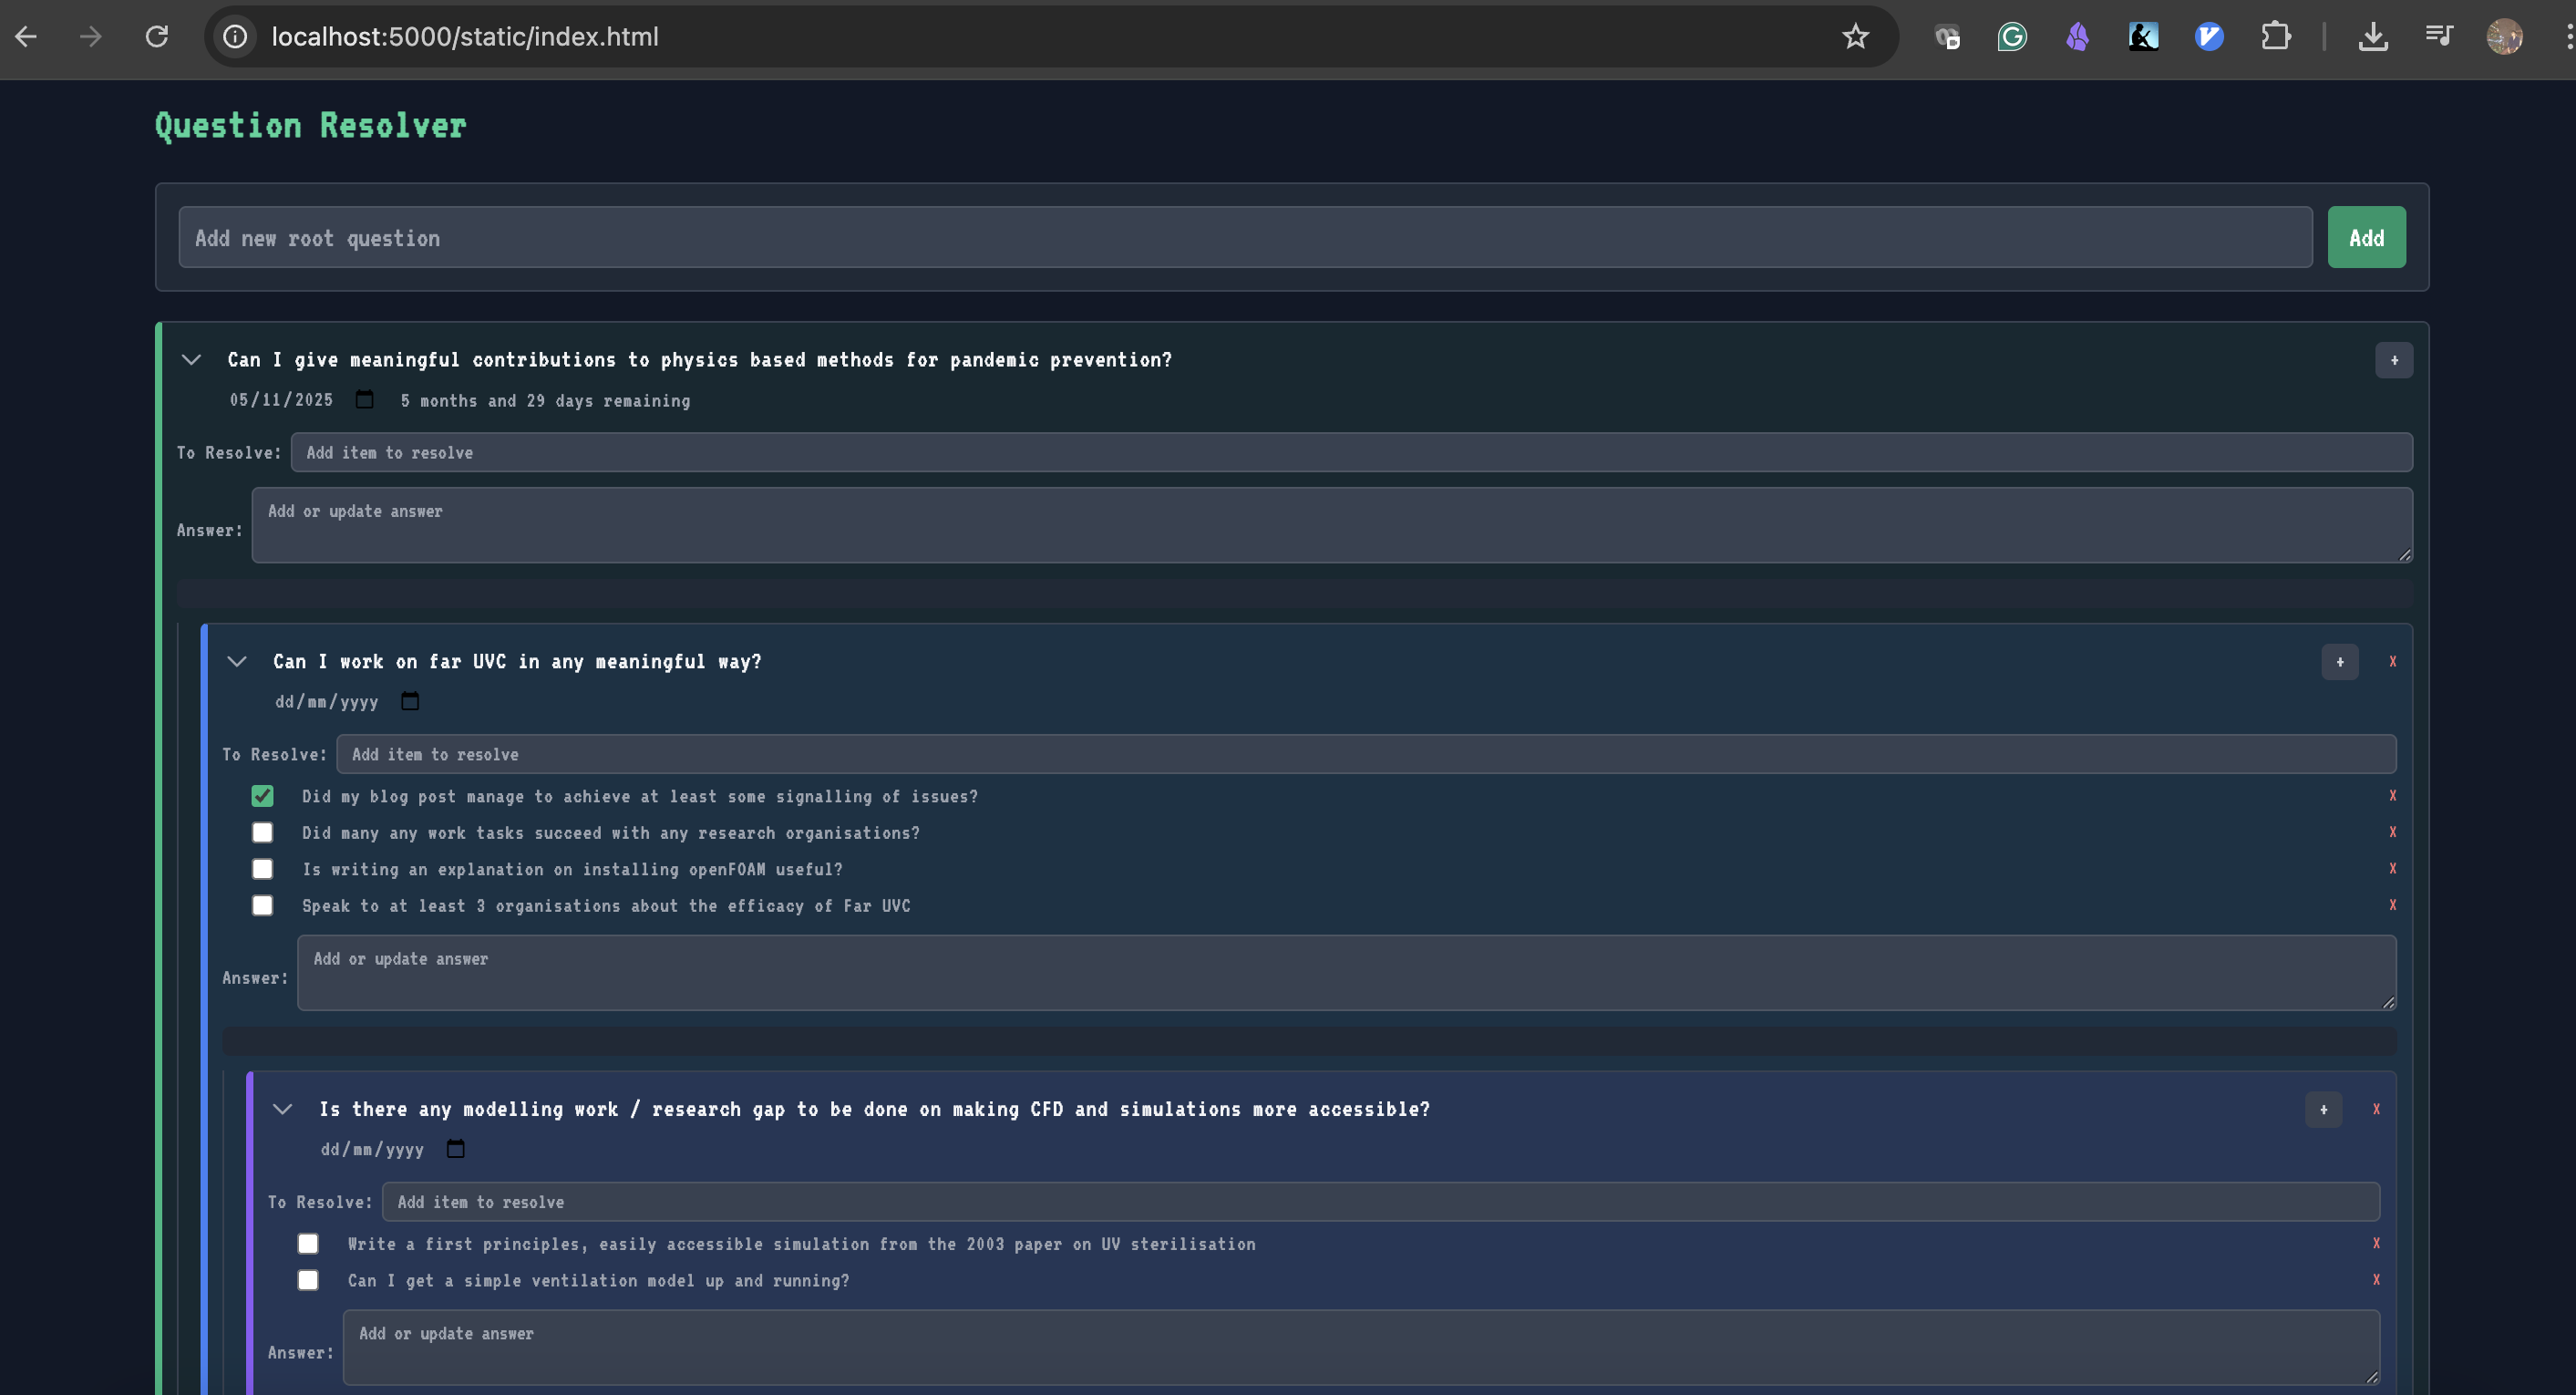 localhost:5000/static/index.html
Question Resolver
Add new root question
Add
Can I give meaningful contributions to physics based methods for pandemic prevention?
+
05/11/2025
5 months and 29 days remaining
To Resolve:
Add item to resolve
Answer:
Add or update answer
Can I work on far UVC in any meaningful way?
+
x
dd/mm/yyyy
To Resolve:
Add item to resolve
Did my blog post manage to achieve at least some signalling of issues?
x
Did many any work tasks succeed with any research organisations?
x
Is writing an explanation on installing openFOAM useful?
x
Speak to at least 3 organisations about the efficacy of Far UVC
x
Answer:
Add or update answer
Is there any modelling work / research gap to be done on making CFD and simulations more accessible?
+
x
dd/mm/yyyy
To Resolve:
Add item to resolve
Write a first principles, easily accessible simulation from the 2003 paper on UV sterilisation
x
Can I get a simple ventilation model up and running?
x
Answer:
Add or update answer